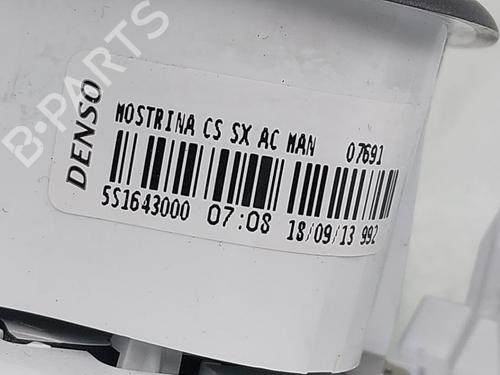 B-PARTS
DENSO
MOSTRINA CS SX AC MAN 07691
5S1643000 07:08 18/09/13 992